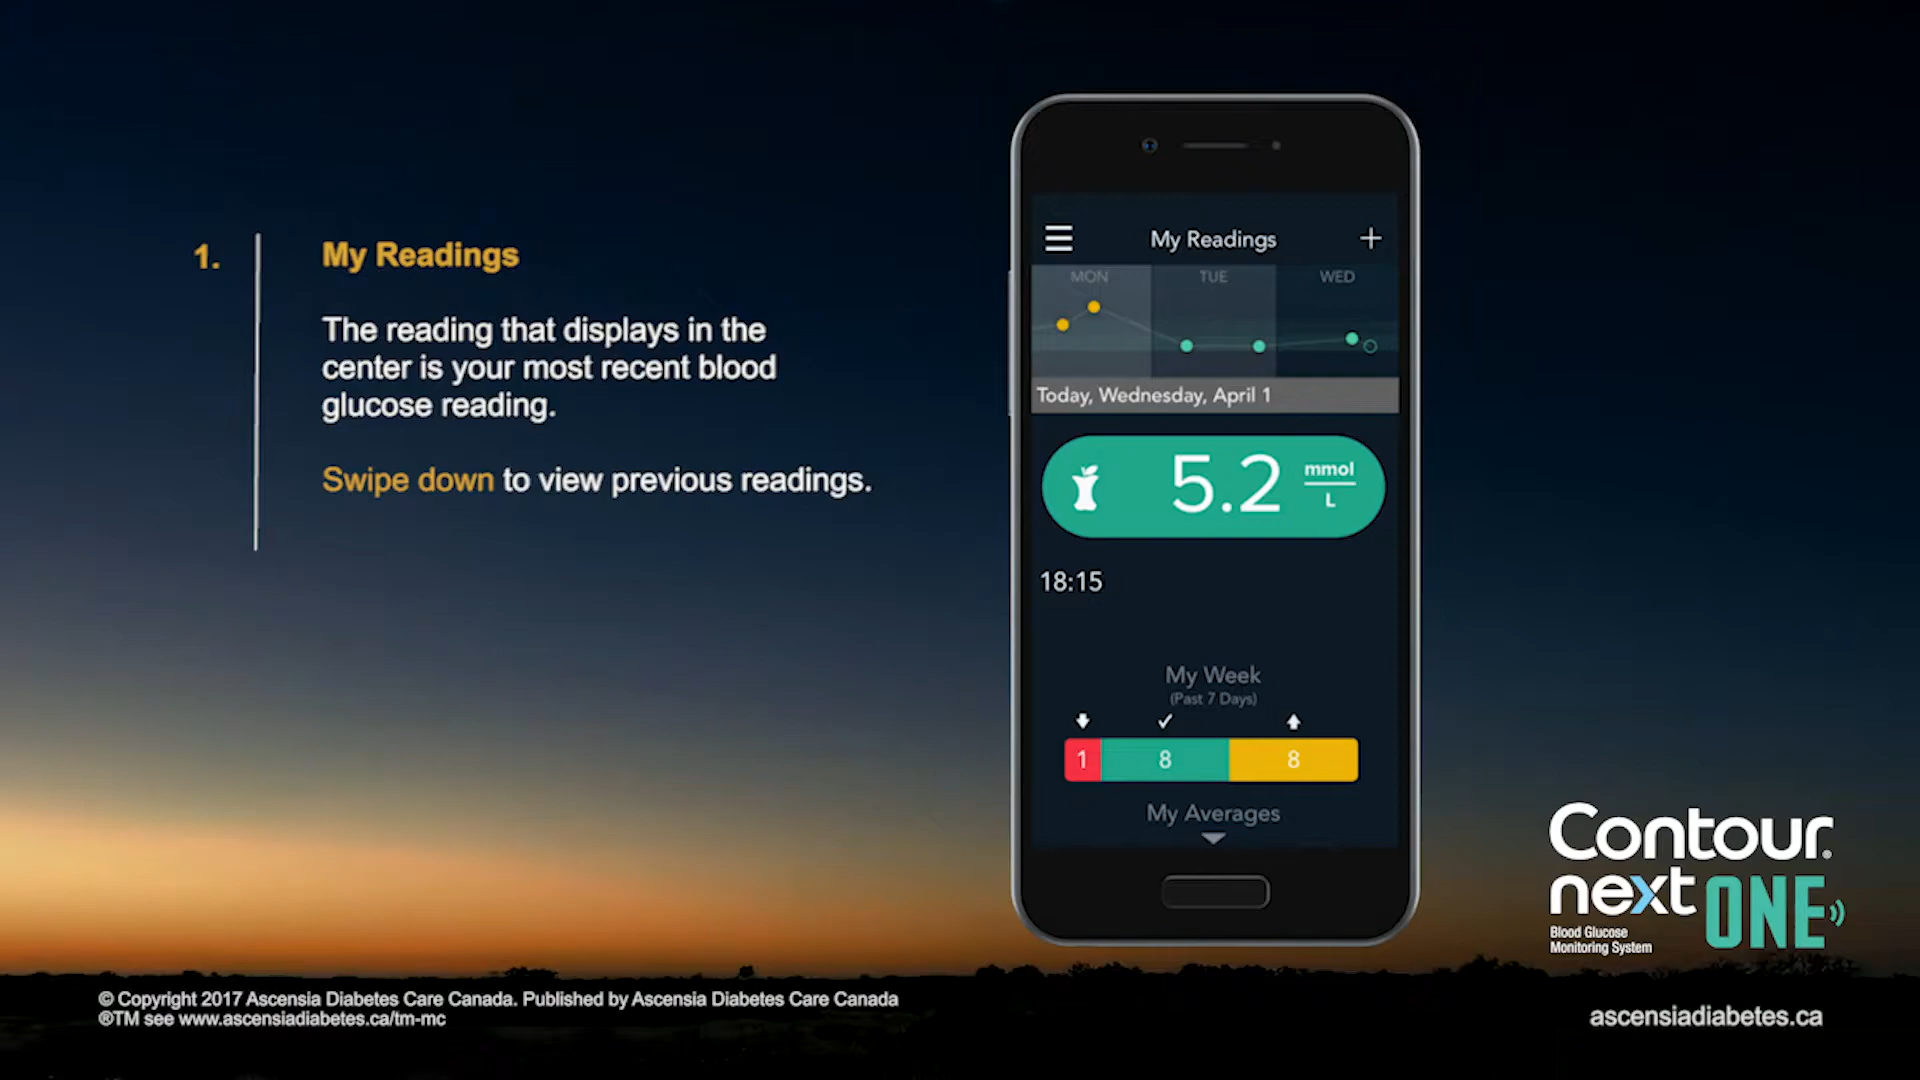 1.
My Readings
The reading that displays in the
center is your most recent blood
glucose reading.
Swipe down to view previous readings.
My Readings
MON TUE WED
Today, Wednesday, April 1
5.2 mmol
L
18:15
My Week
(Past 7 Days)
1 8 8
My Averages
Contour®
next ONE
Blood Glucose
Monitoring System
© Copyright 2017 Ascensia Diabetes Care Canada. Published by Ascensia Diabetes Care Canada
®TM see www.ascensiadiabetes.ca/tm-mc
ascensiadiabetes.ca